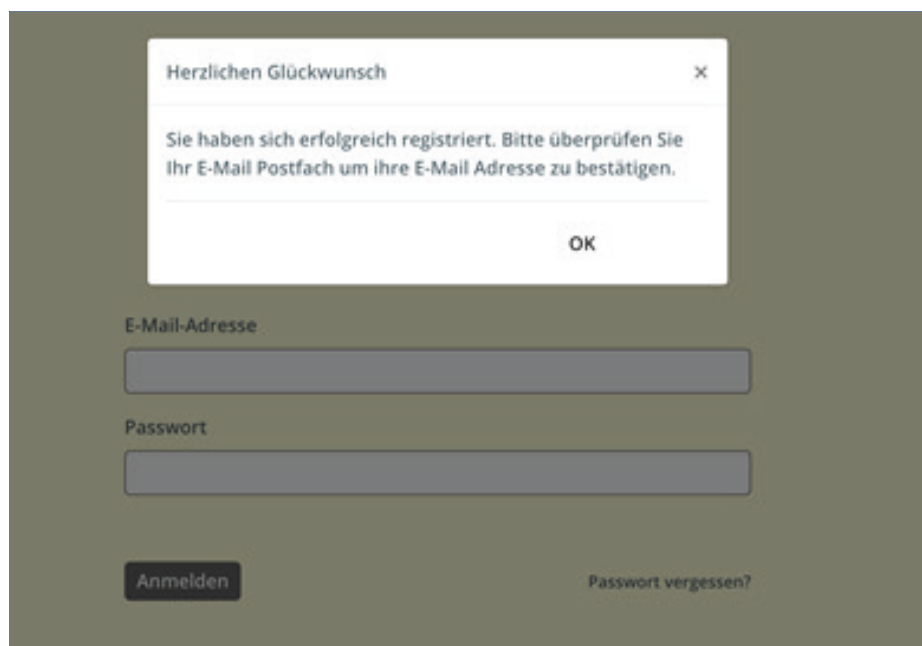 Herzlichen Glückwunsch ×
Sie haben sich erfolgreich registriert. Bitte überprüfen Sie
Ihr E-Mail Postfach um ihre E-Mail Adresse zu bestätigen.
OK
E-Mail-Adresse
Passwort
Anmelden Passwort vergessen?